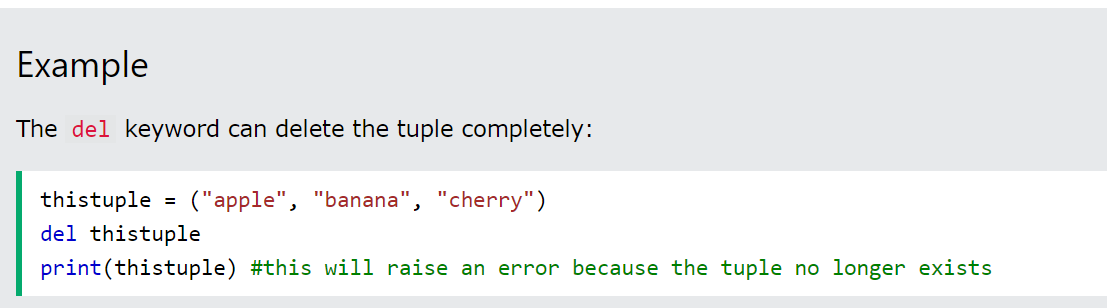 Example
The del keyword can delete the tuple completely:
thistuple = ("apple", "banana", "cherry")
del thistuple
print(thistuple) #this will raise an error because the tuple no longer exists